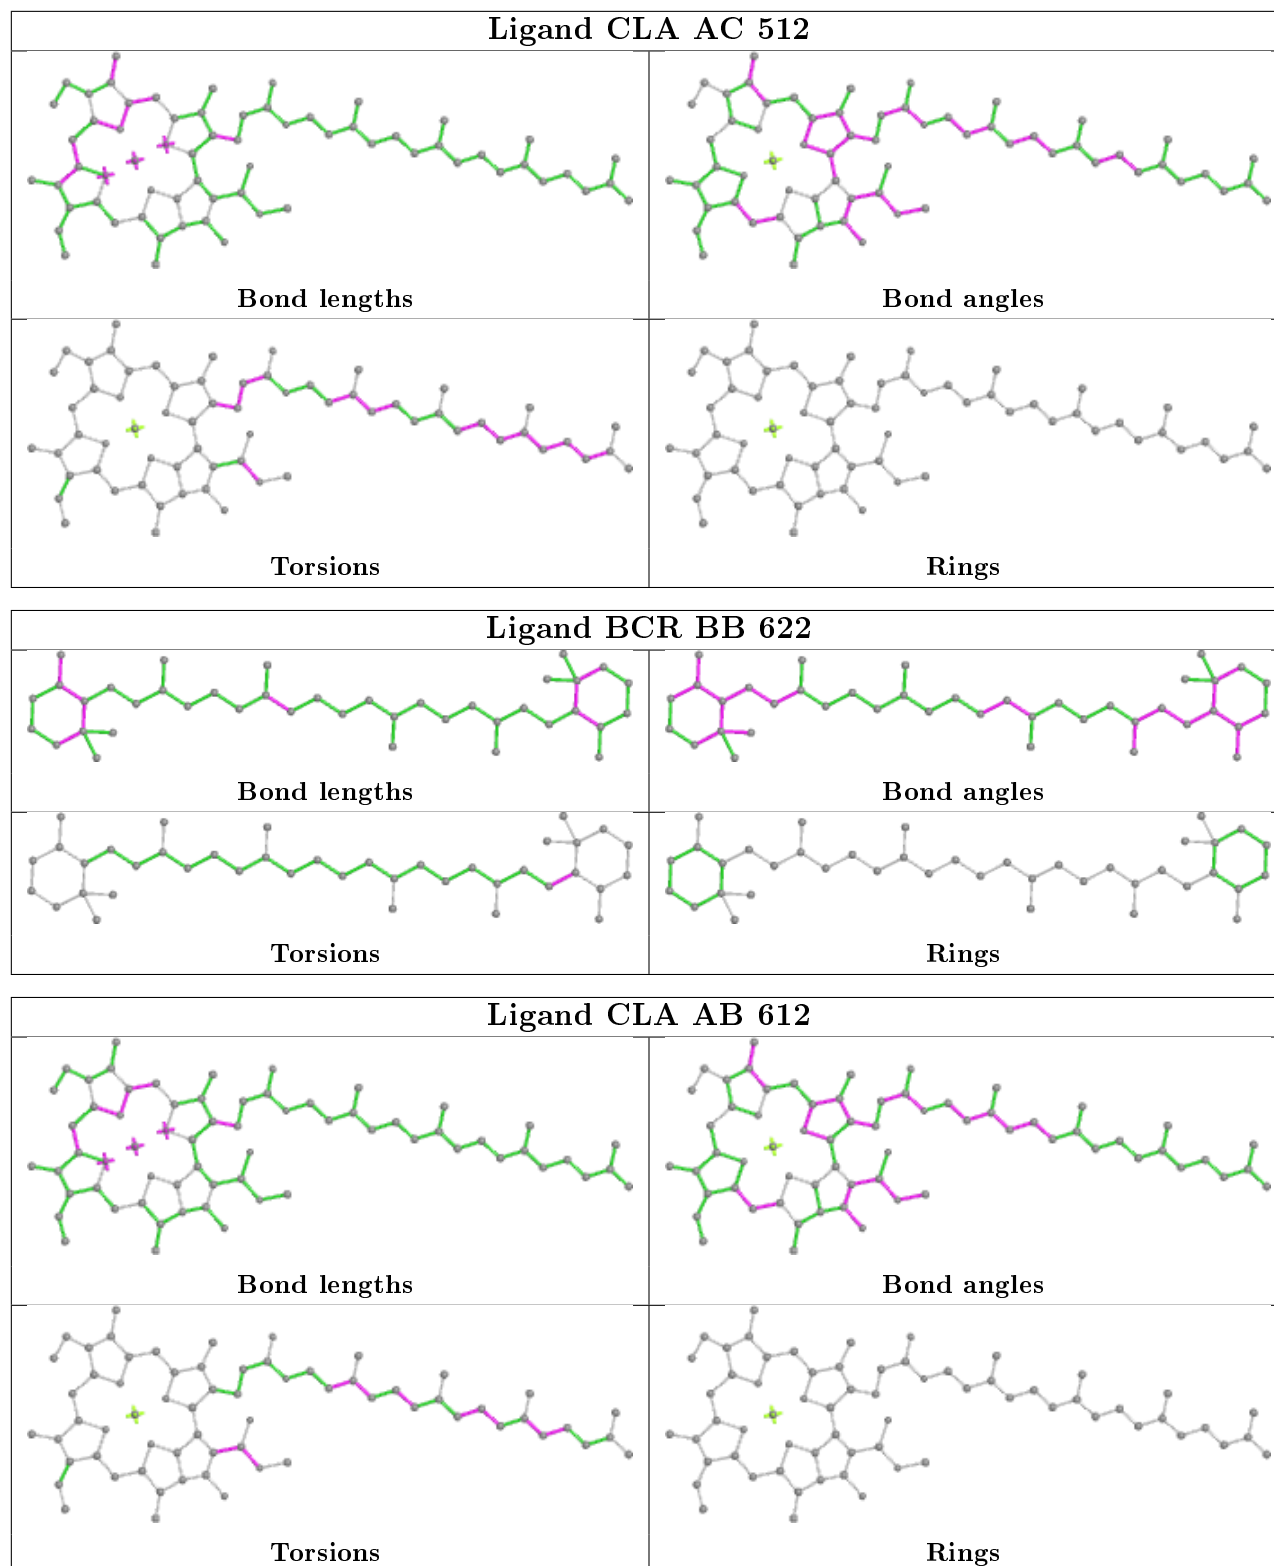 Ligand CLA AC 512
Bond lengths
Bond angles
Torsions
Rings
Ligand BCR BB 622
Bond lengths
Bond angles
Torsions
Rings
Ligand CLA AB 612
Bond lengths
Bond angles
Torsions
Rings